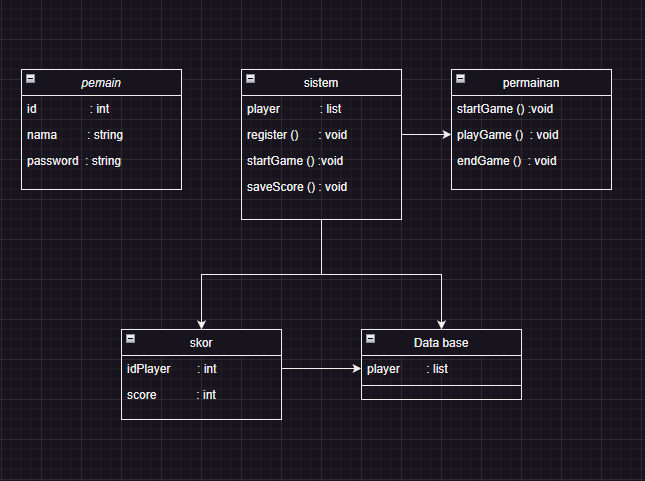 pemain
id : int
nama : string
password : string
sistem
player : list
register () : void
startGame () :void
saveScore () : void
permainan
startGame () :void
playGame () : void
endGame () : void
skor
idPlayer : int
score : int
Data base
player : list